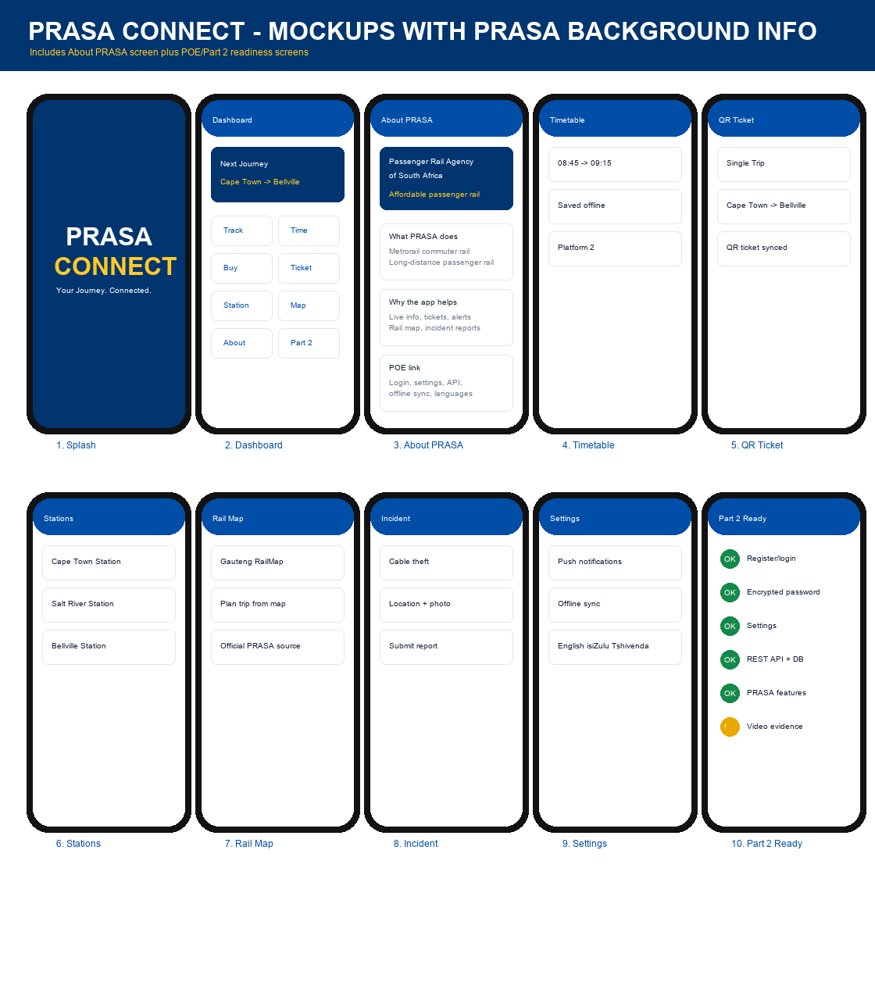 PRASA CONNECT - MOCKUPS WITH PRASA BACKGROUND INFO
Includes About PRASA screen plus POE/Part 2 readiness screens
PRASA
CONNECT
Your Journey. Connected.
1. Splash
Dashboard
Next Journey
Cape Town -> Bellville
Track
Time
Buy
Ticket
Station
Map
About
Part 2
2. Dashboard
About PRASA
Passenger Rail Agency
of South Africa
Affordable passenger rail
What PRASA does
Metrorail commuter rail
Long-distance passenger rail
Why the app helps
Live info, tickets, alerts
Rail map, incident reports
POE link
Login, settings, API,
offline sync, languages
3. About PRASA
Timetable
08:45 -> 09:15
Saved offline
Platform 2
4. Timetable
QR Ticket
Single Trip
Cape Town -> Bellville
QR ticket synced
5. QR Ticket
Stations
Cape Town Station
Salt River Station
Bellville Station
6. Stations
Rail Map
Gauteng RailMap
Plan trip from map
Official PRASA source
7. Rail Map
Incident
Cable theft
Location + photo
Submit report
8. Incident
Settings
Push notifications
Offline sync
English isiZulu Tshivenda
9. Settings
Part 2 Ready
OK Register/login
OK Encrypted password
OK Settings
OK REST API + DB
OK PRASA features
! Video evidence
10. Part 2 Ready